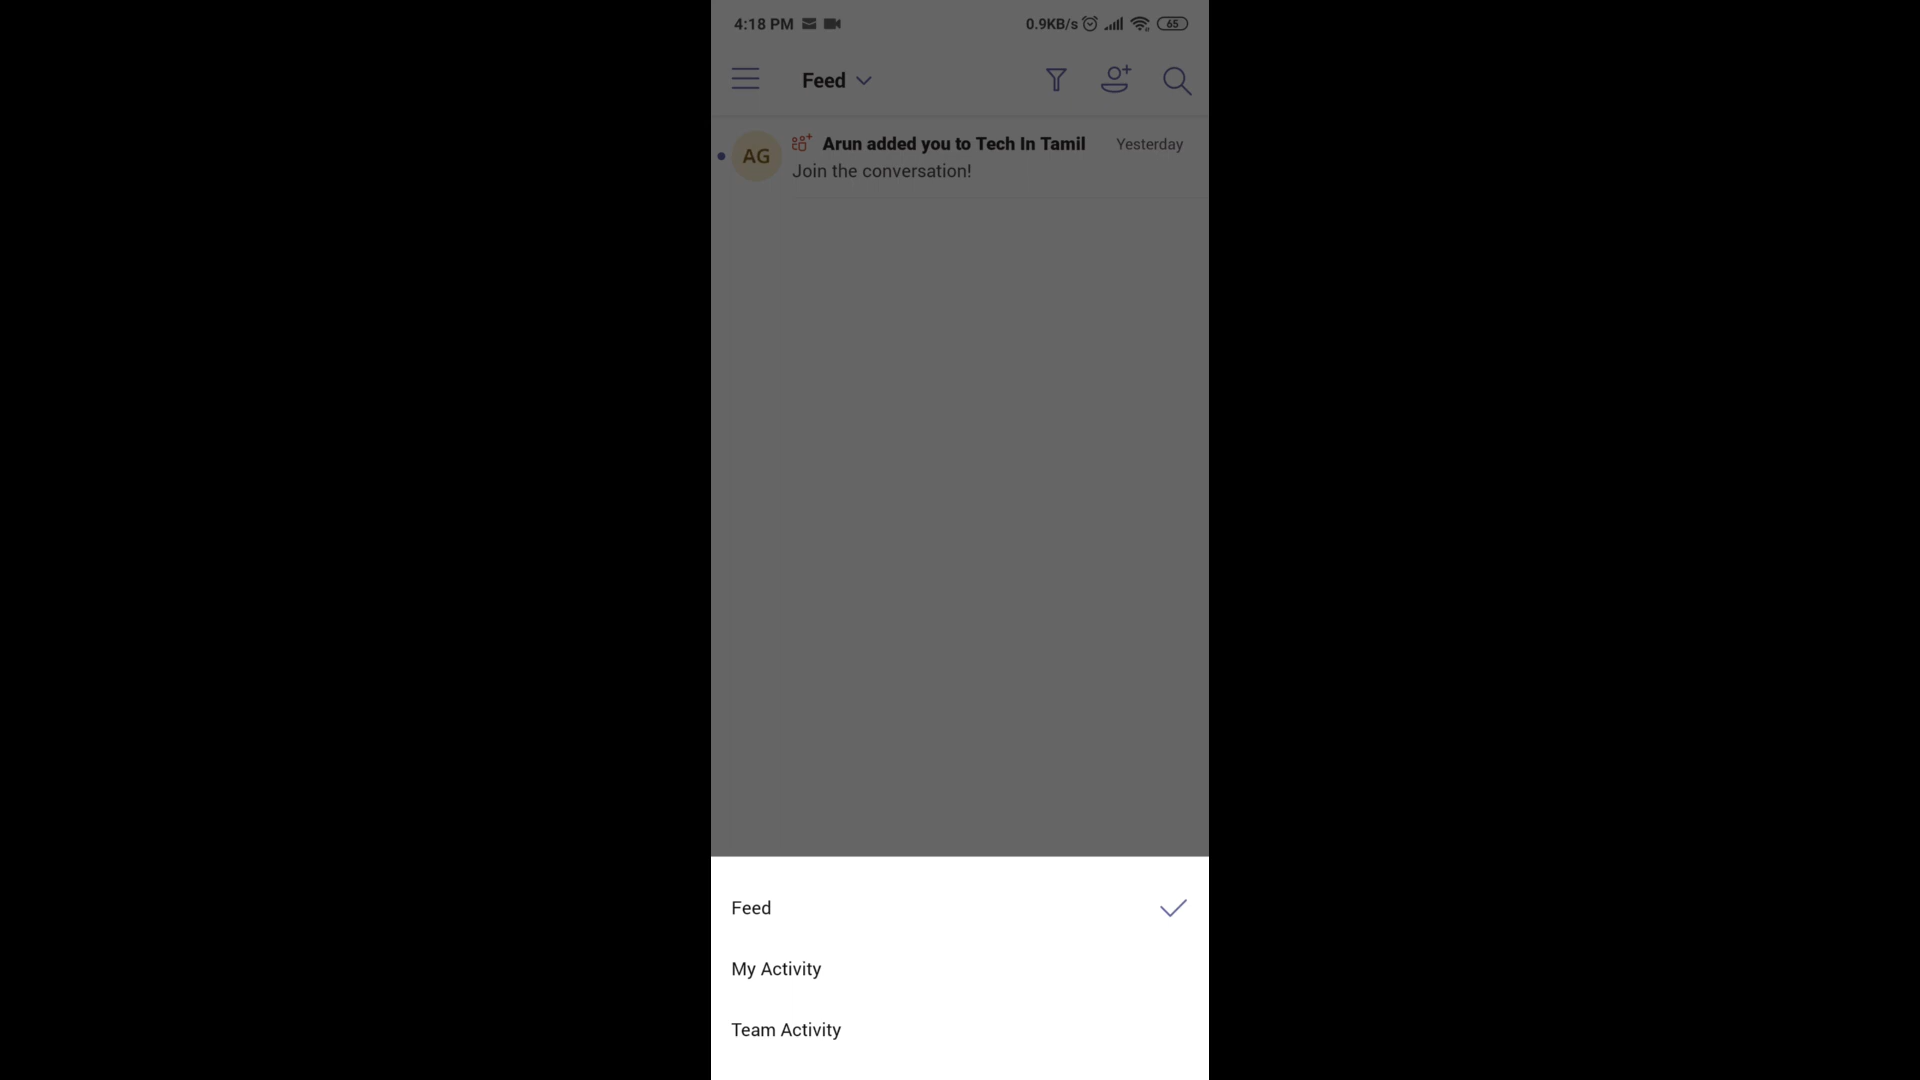 4:18 PM 0.9KB/s 65
Feed
AG Arun added you to Tech In Tamil Yesterday
Join the conversation!
Feed
My Activity
Team Activity